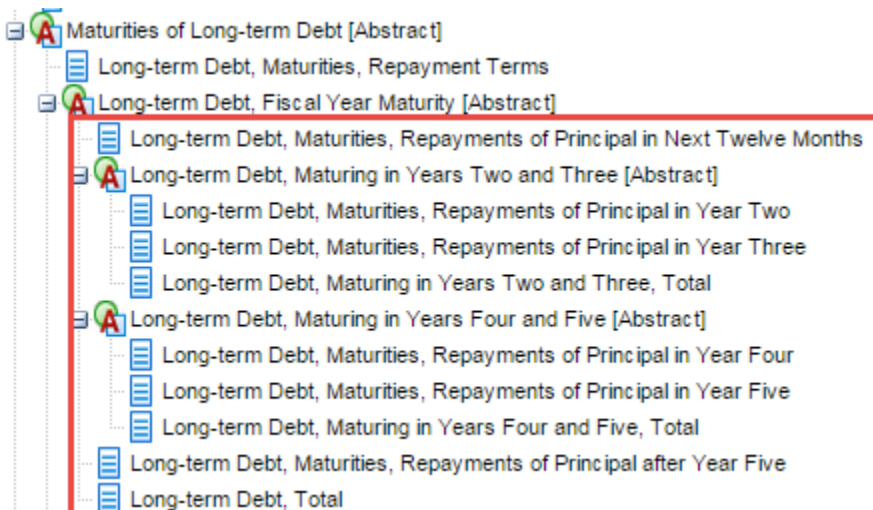 Maturities of Long-term Debt [Abstract]
Long-term Debt, Maturities, Repayment Terms
Long-term Debt, Fiscal Year Maturity [Abstract]
Long-term Debt, Maturities, Repayments of Principal in Next Twelve Months
Long-term Debt, Maturing in Years Two and Three [Abstract]
Long-term Debt, Maturities, Repayments of Principal in Year Two
Long-term Debt, Maturities, Repayments of Principal in Year Three
Long-term Debt, Maturing in Years Two and Three, Total
Long-term Debt, Maturing in Years Four and Five [Abstract]
Long-term Debt, Maturities, Repayments of Principal in Year Four
Long-term Debt, Maturities, Repayments of Principal in Year Five
Long-term Debt, Maturing in Years Four and Five, Total
Long-term Debt, Maturities, Repayments of Principal after Year Five
Long-term Debt, Total